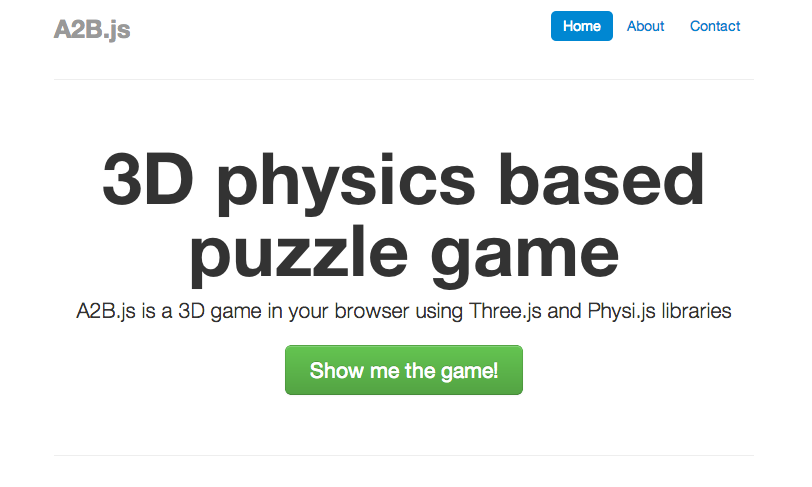 A2B.js
Home About Contact
3D physics based
puzzle game
A2B.js is a 3D game in your browser using Three.js and Physi.js libraries
Show me the game!